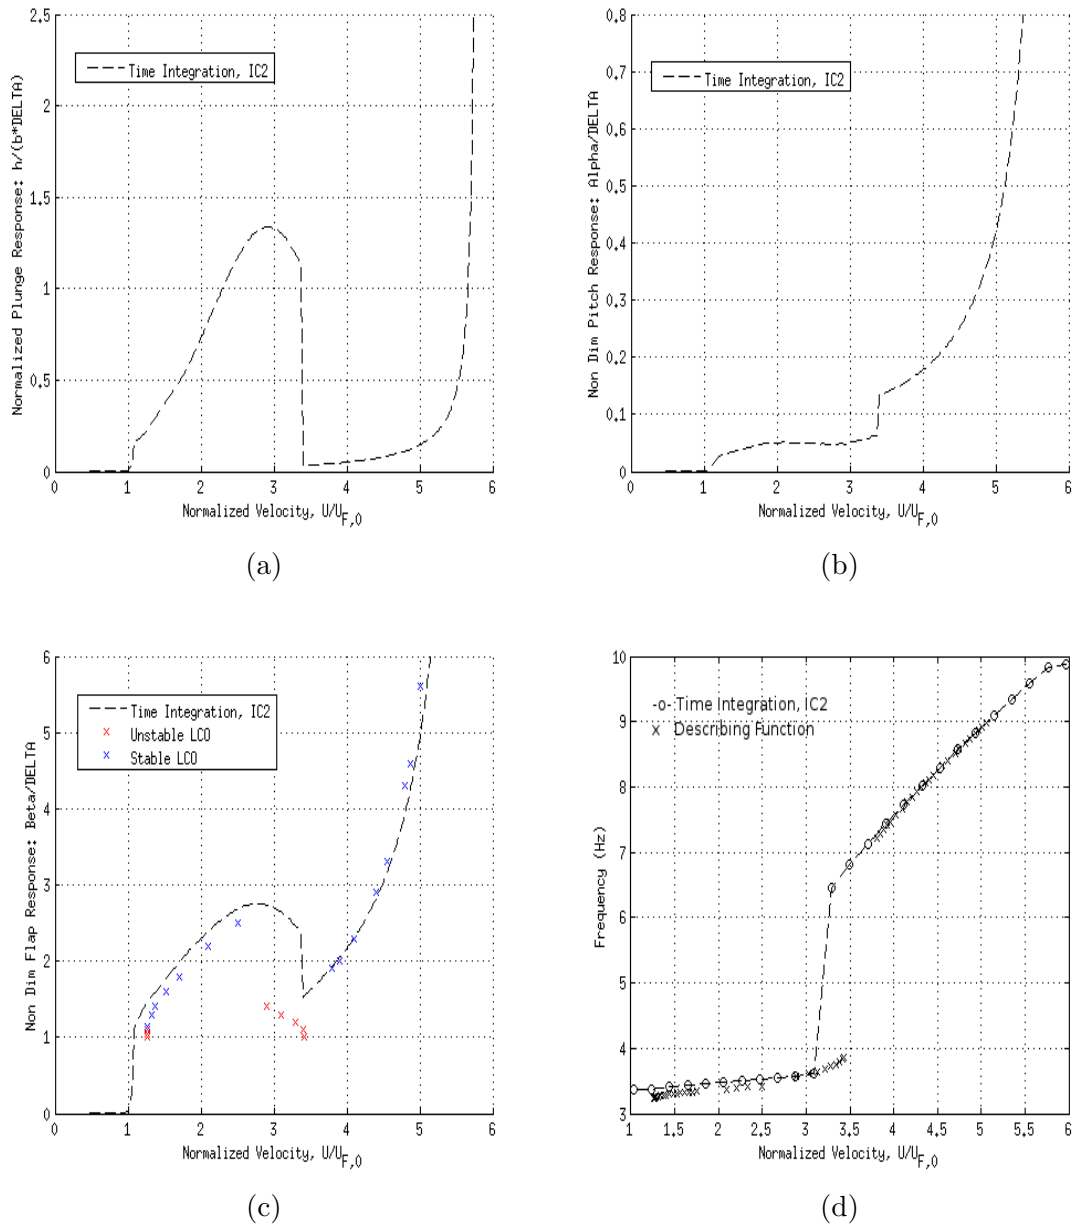 2.5
2
1.5
1
0.5
0
0 1 2 3 4 5 6
Normalized Plunge Response: h/(b*DELTA)
Time Integration, IC2
Normalized Velocity, U/U_F,0
(a)
0.8
0.7
0.6
0.5
0.4
0.3
0.2
0.1
0
0 1 2 3 4 5 6
Non Dim Pitch Response: Alpha/DELTA
Time Integration, IC2
Normalized Velocity, U/U_F,0
(b)
6
5
4
3
2
1
0
0 1 2 3 4 5 6
Non Dim Flap Response: Beta/DELTA
Time Integration, IC2
Unstable LCO
Stable LCO
Normalized Velocity, U/U_F,0
(c)
10
9
8
7
6
5
4
3
1 1.5 2 2.5 3 3.5 4 4.5 5 5.5 6
Frequency (Hz)
-o- Time Integration, IC2
x Describing Function
Normalized Velocity, U/U_F,0
(d)